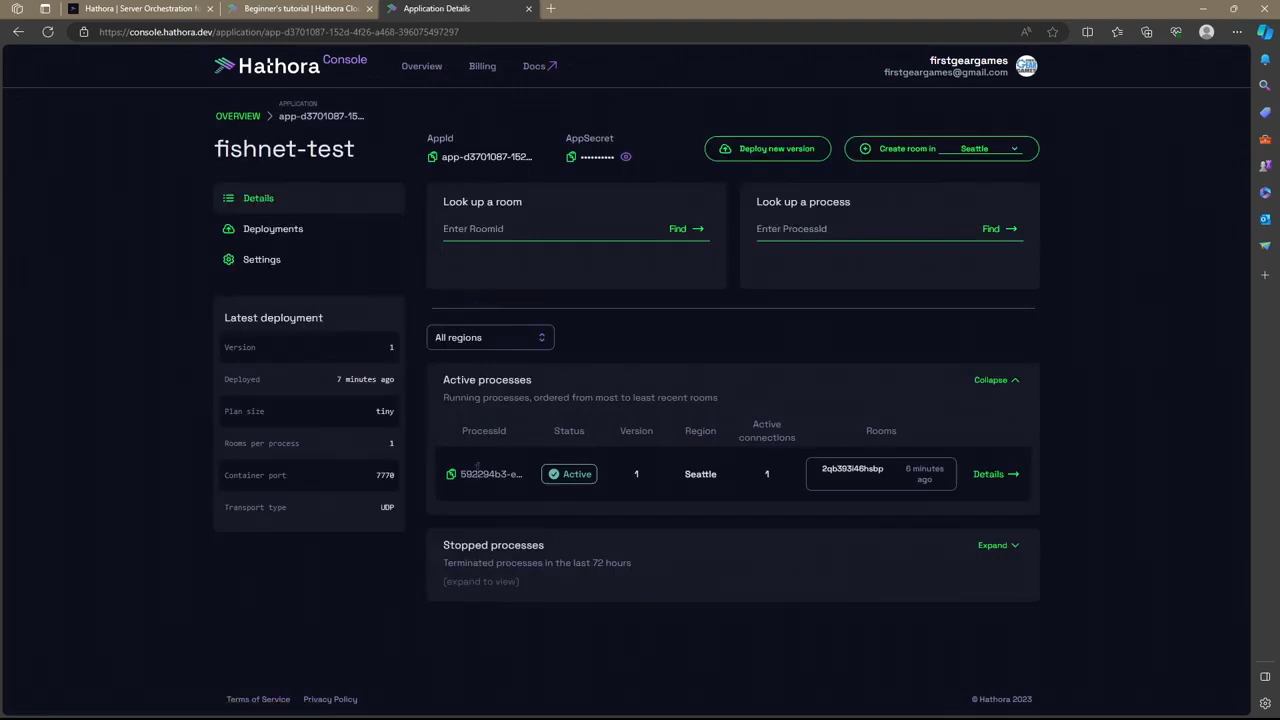 Hathora | Server Orchestration f
Beginner's tutorial | Hathora Clo
Application Details
https://console.hathora.dev/application/app-d3701087-152d-4f26-a468-396075497297
Hathora Console
Overview
Billing
Docs
firstgeargames
firstgeargames@gmail.com
APPLICATION
OVERVIEW > app-d3701087-15...
fishnet-test
AppId
app-d3701087-152...
AppSecret
Deploy new version
Create room in Seattle
Details
Deployments
Settings
Look up a room
Enter RoomId
Find
Look up a process
Enter ProcessId
Find
Latest deployment
Version 1
Deployed 7 minutes ago
Plan size tiny
Rooms per process 1
Container port 7770
Transport type UDP
All regions
Active processes
Collapse
Running processes, ordered from most to least recent rooms
ProcessId
Status
Version
Region
Active
connections
Rooms
592294b3-e...
Active
1
Seattle
1
2qb393i46hsbp
6 minutes
ago
Details
Stopped processes
Expand
Terminated processes in the last 72 hours
(expand to view)
Terms of Service
Privacy Policy
© Hathora 2023